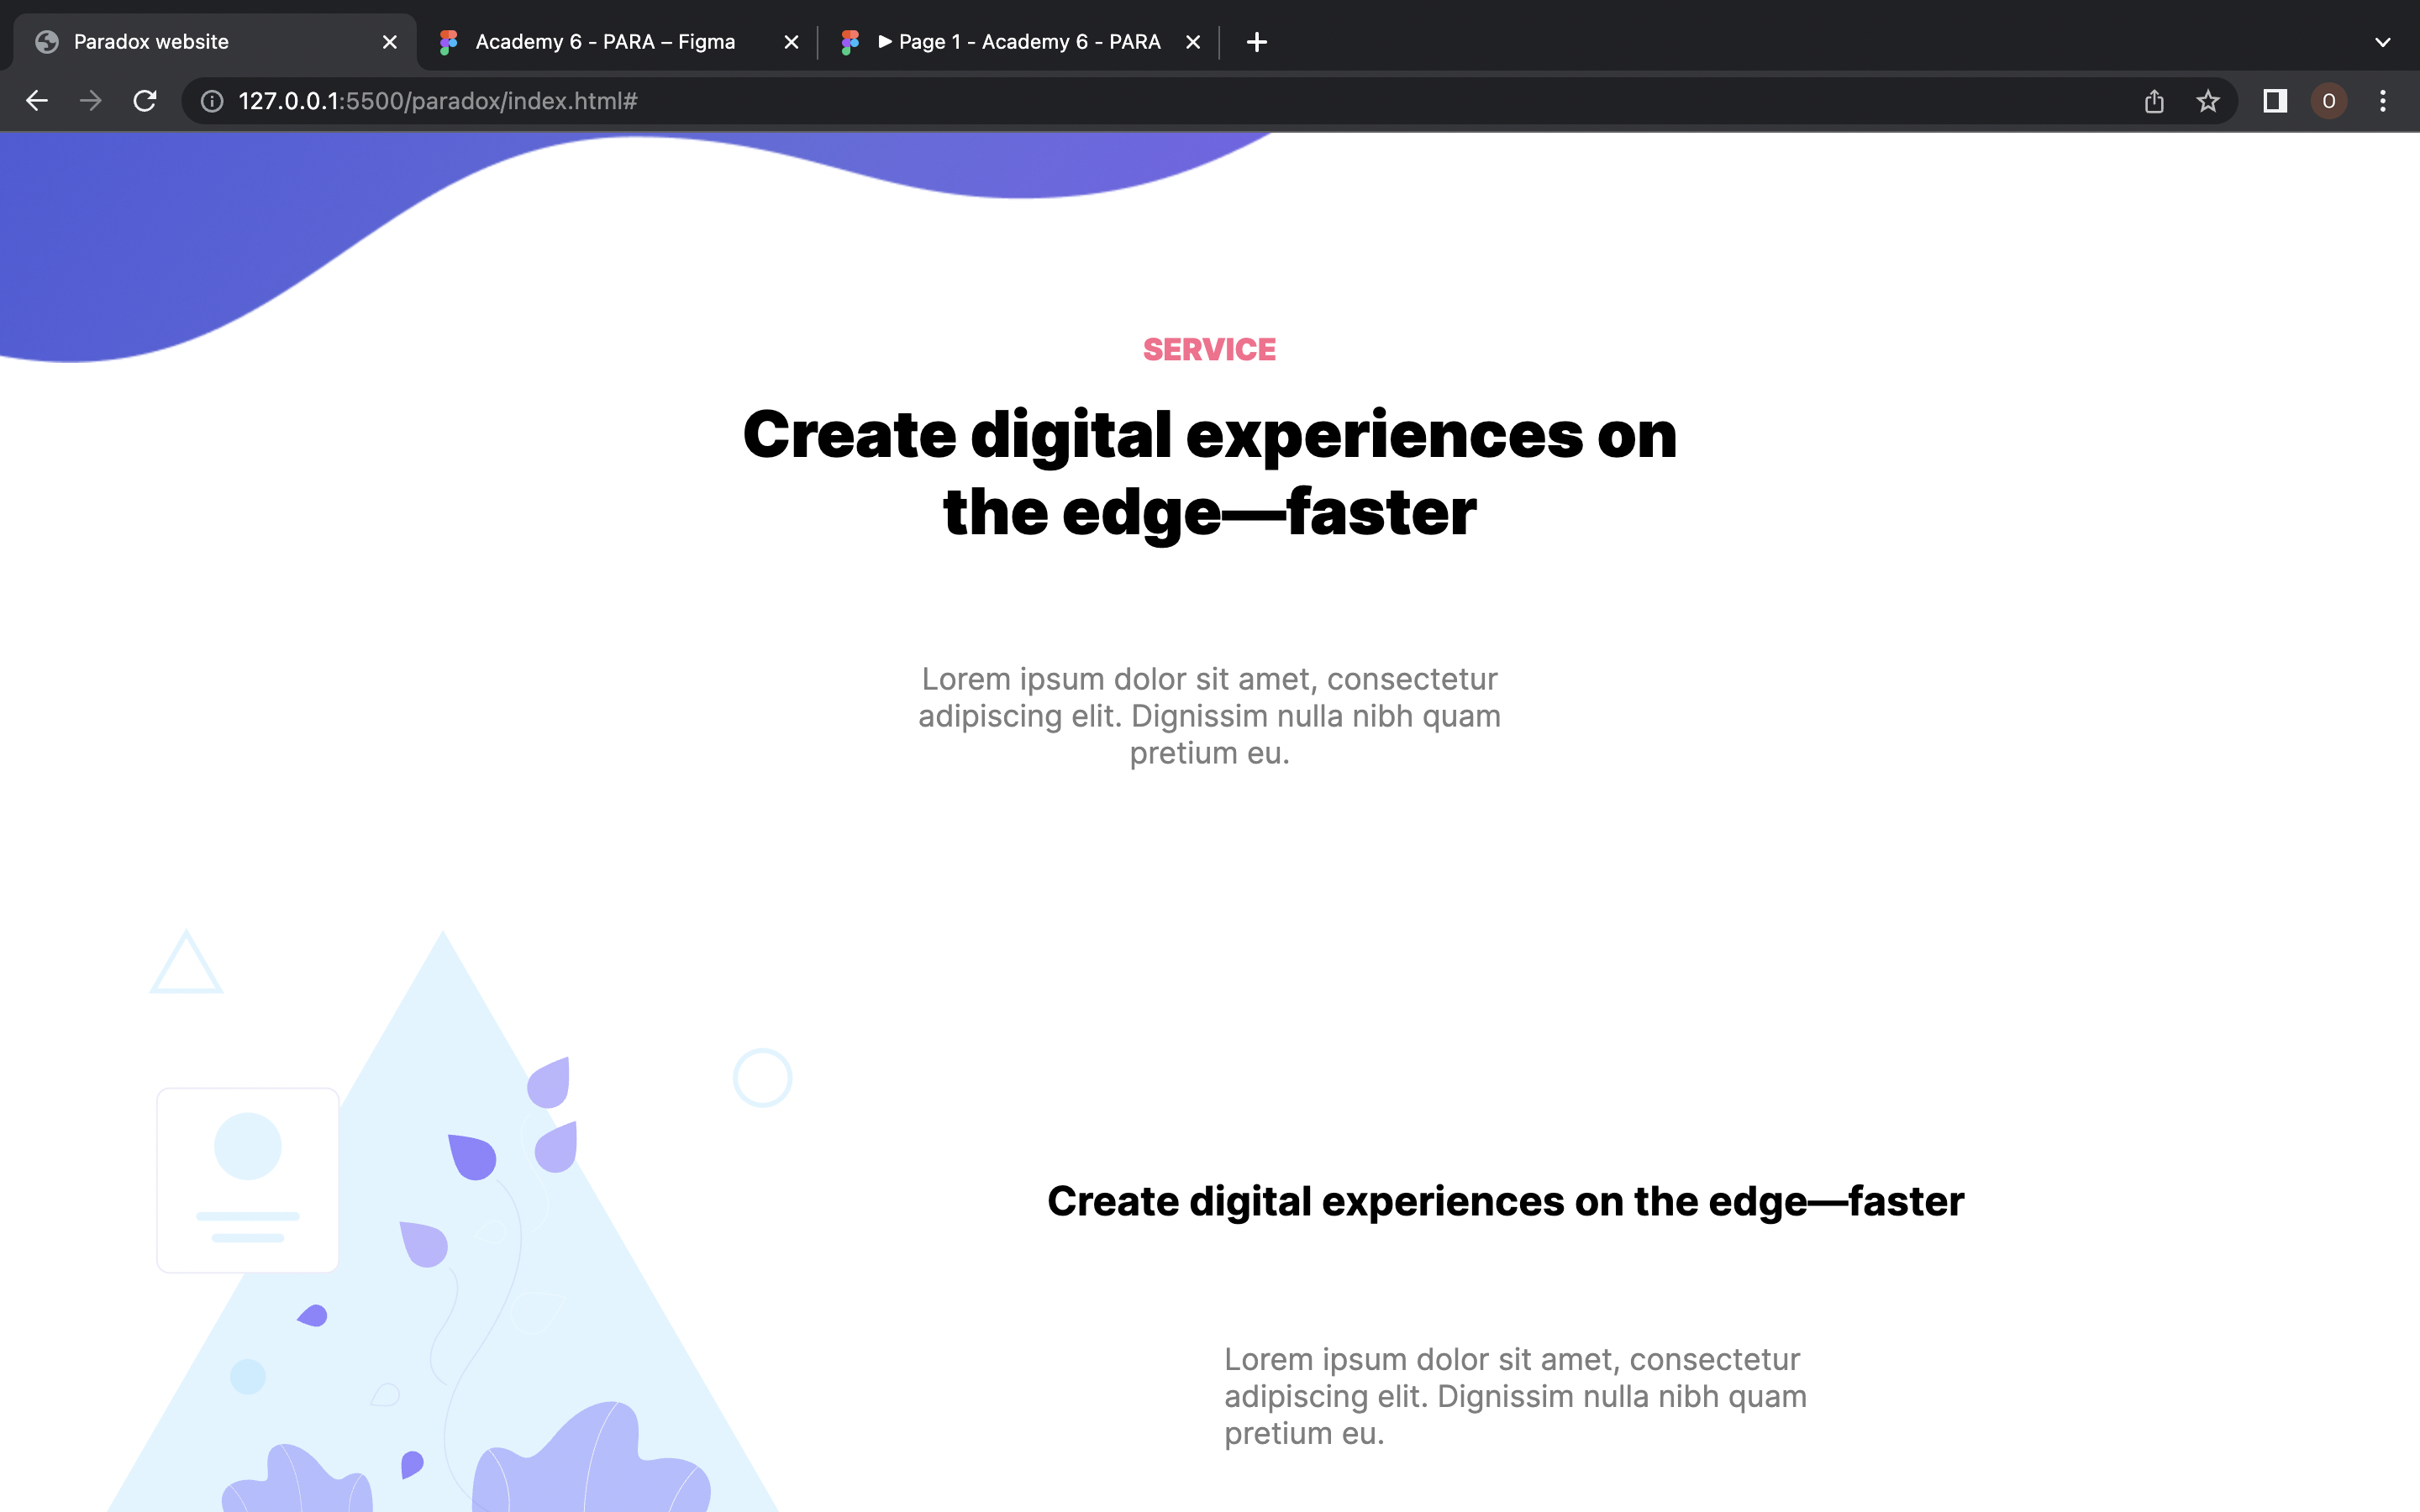 Paradox website
Academy 6 - PARA – Figma
Page 1 - Academy 6 - PARA
127.0.0.1:5500/paradox/index.html#
O
SERVICE
Create digital experiences on
the edge—faster
Lorem ipsum dolor sit amet, consectetur
adipiscing elit. Dignissim nulla nibh quam
pretium eu.
Create digital experiences on the edge—faster
Lorem ipsum dolor sit amet, consectetur
adipiscing elit. Dignissim nulla nibh quam
pretium eu.